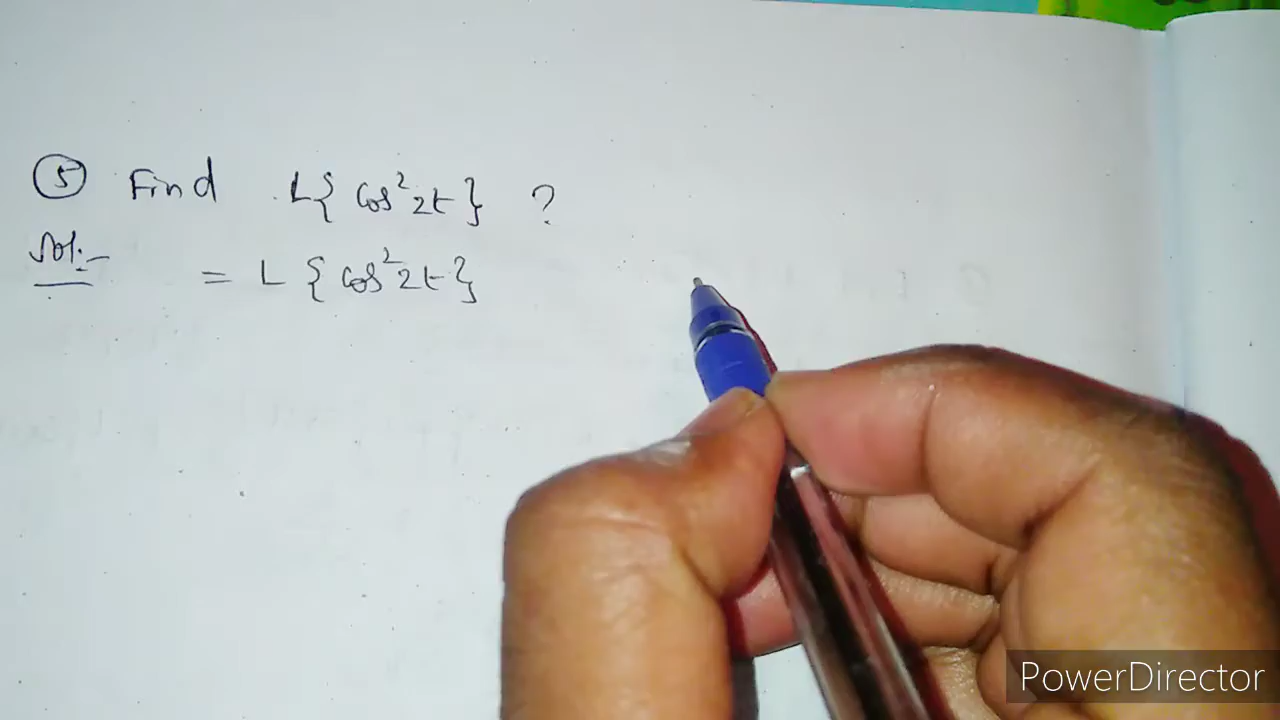 ⑤ Find L{cos²2t} ?
Sol:-
= L{cos²2t}
PowerDirector